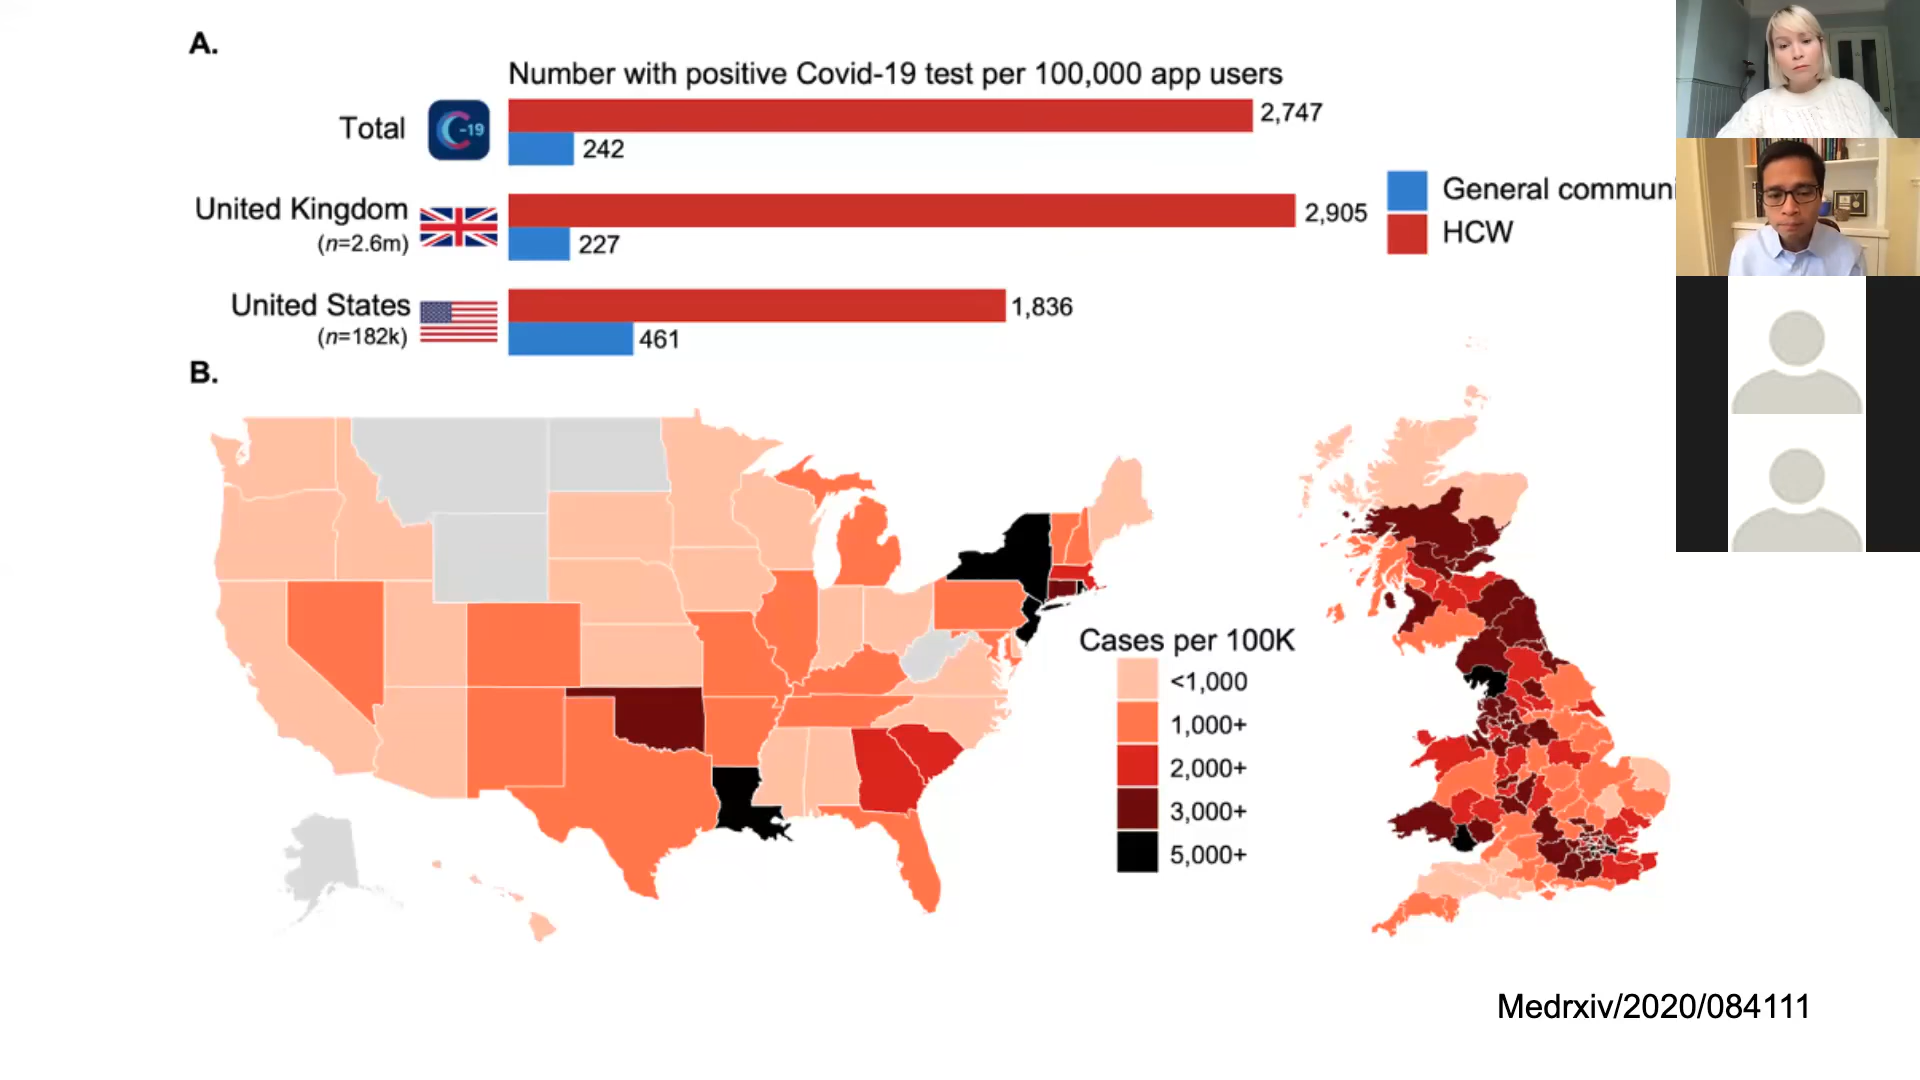 A.
Number with positive Covid-19 test per 100,000 app users
Total
C-19
2,747
242
United Kingdom
(n=2.6m)
2,905
227
General communi
HCW
United States
(n=182k)
1,836
461
B.
Cases per 100K
<1,000
1,000+
2,000+
3,000+
5,000+
Medrxiv/2020/084111